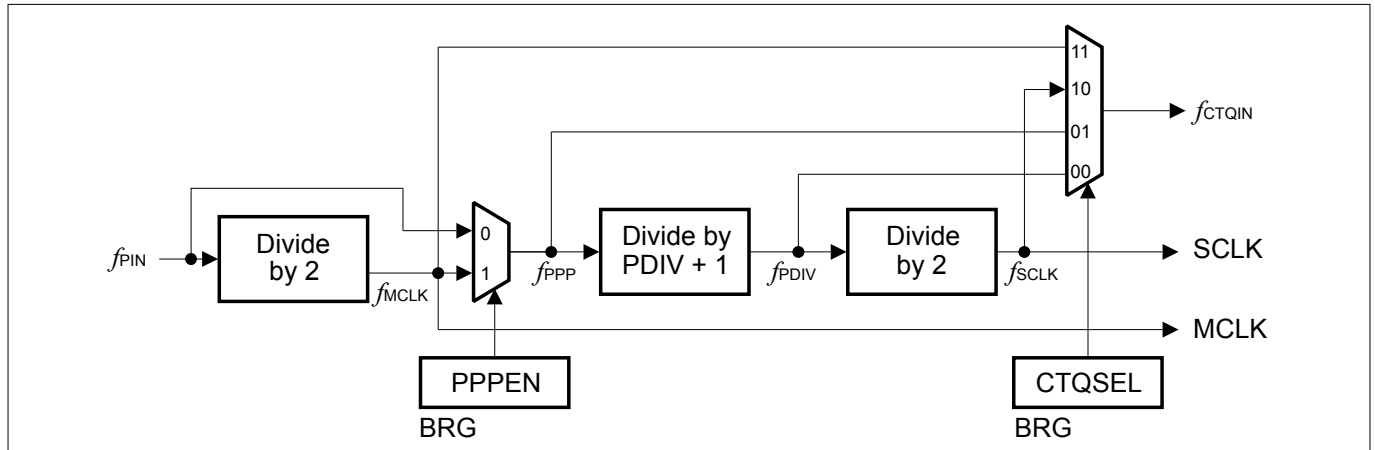 11
10
fCTQIN
01
00
fPIN
Divide
by 2
0
1
fMCLK
fPPP
Divide by
PDIV + 1
fPDIV
Divide
by 2
fSCLK
SCLK
MCLK
PPPEN
BRG
CTQSEL
BRG